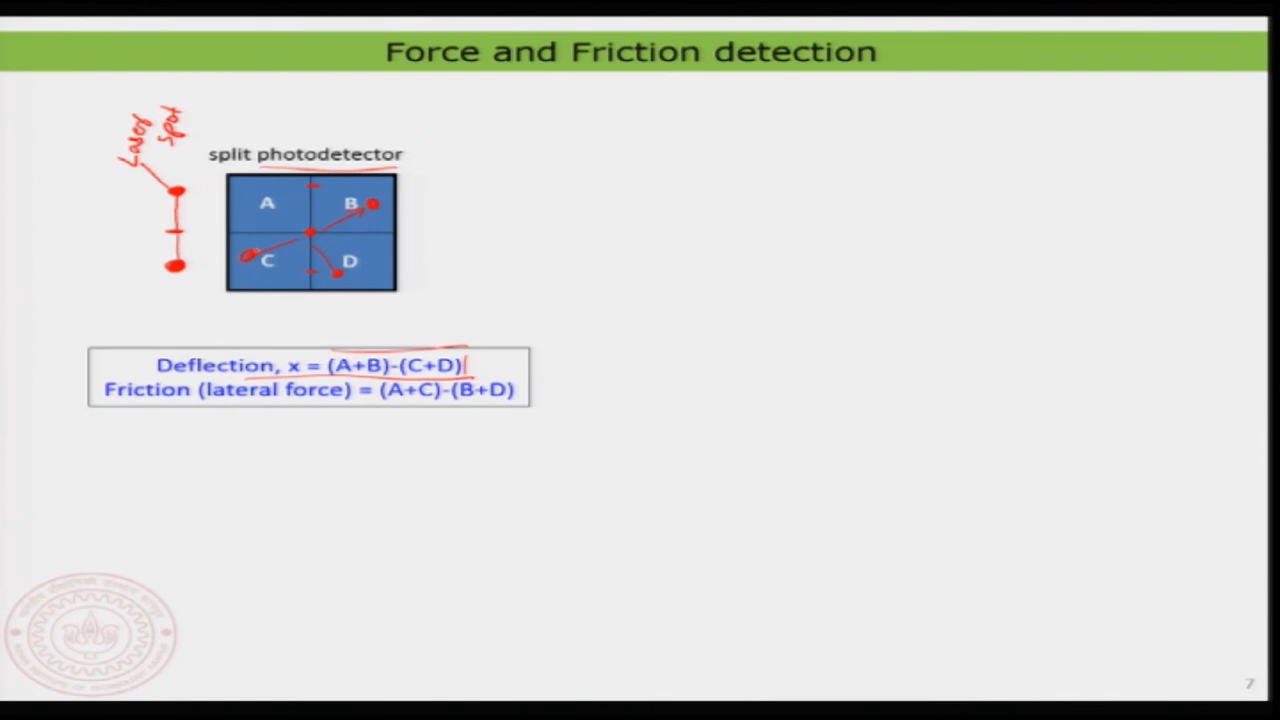 Force and Friction detection
Laser
spot
split photodetector
A
B
C
D
Deflection, x = (A+B)-(C+D)
Friction (lateral force) = (A+C)-(B+D)
7